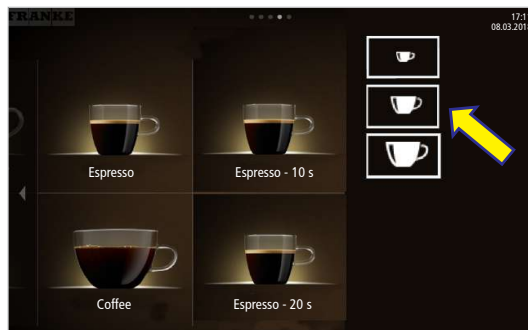 FRANKE
17:1
08.03.201
Espresso
Espresso - 10 s
Coffee
Espresso - 20 s